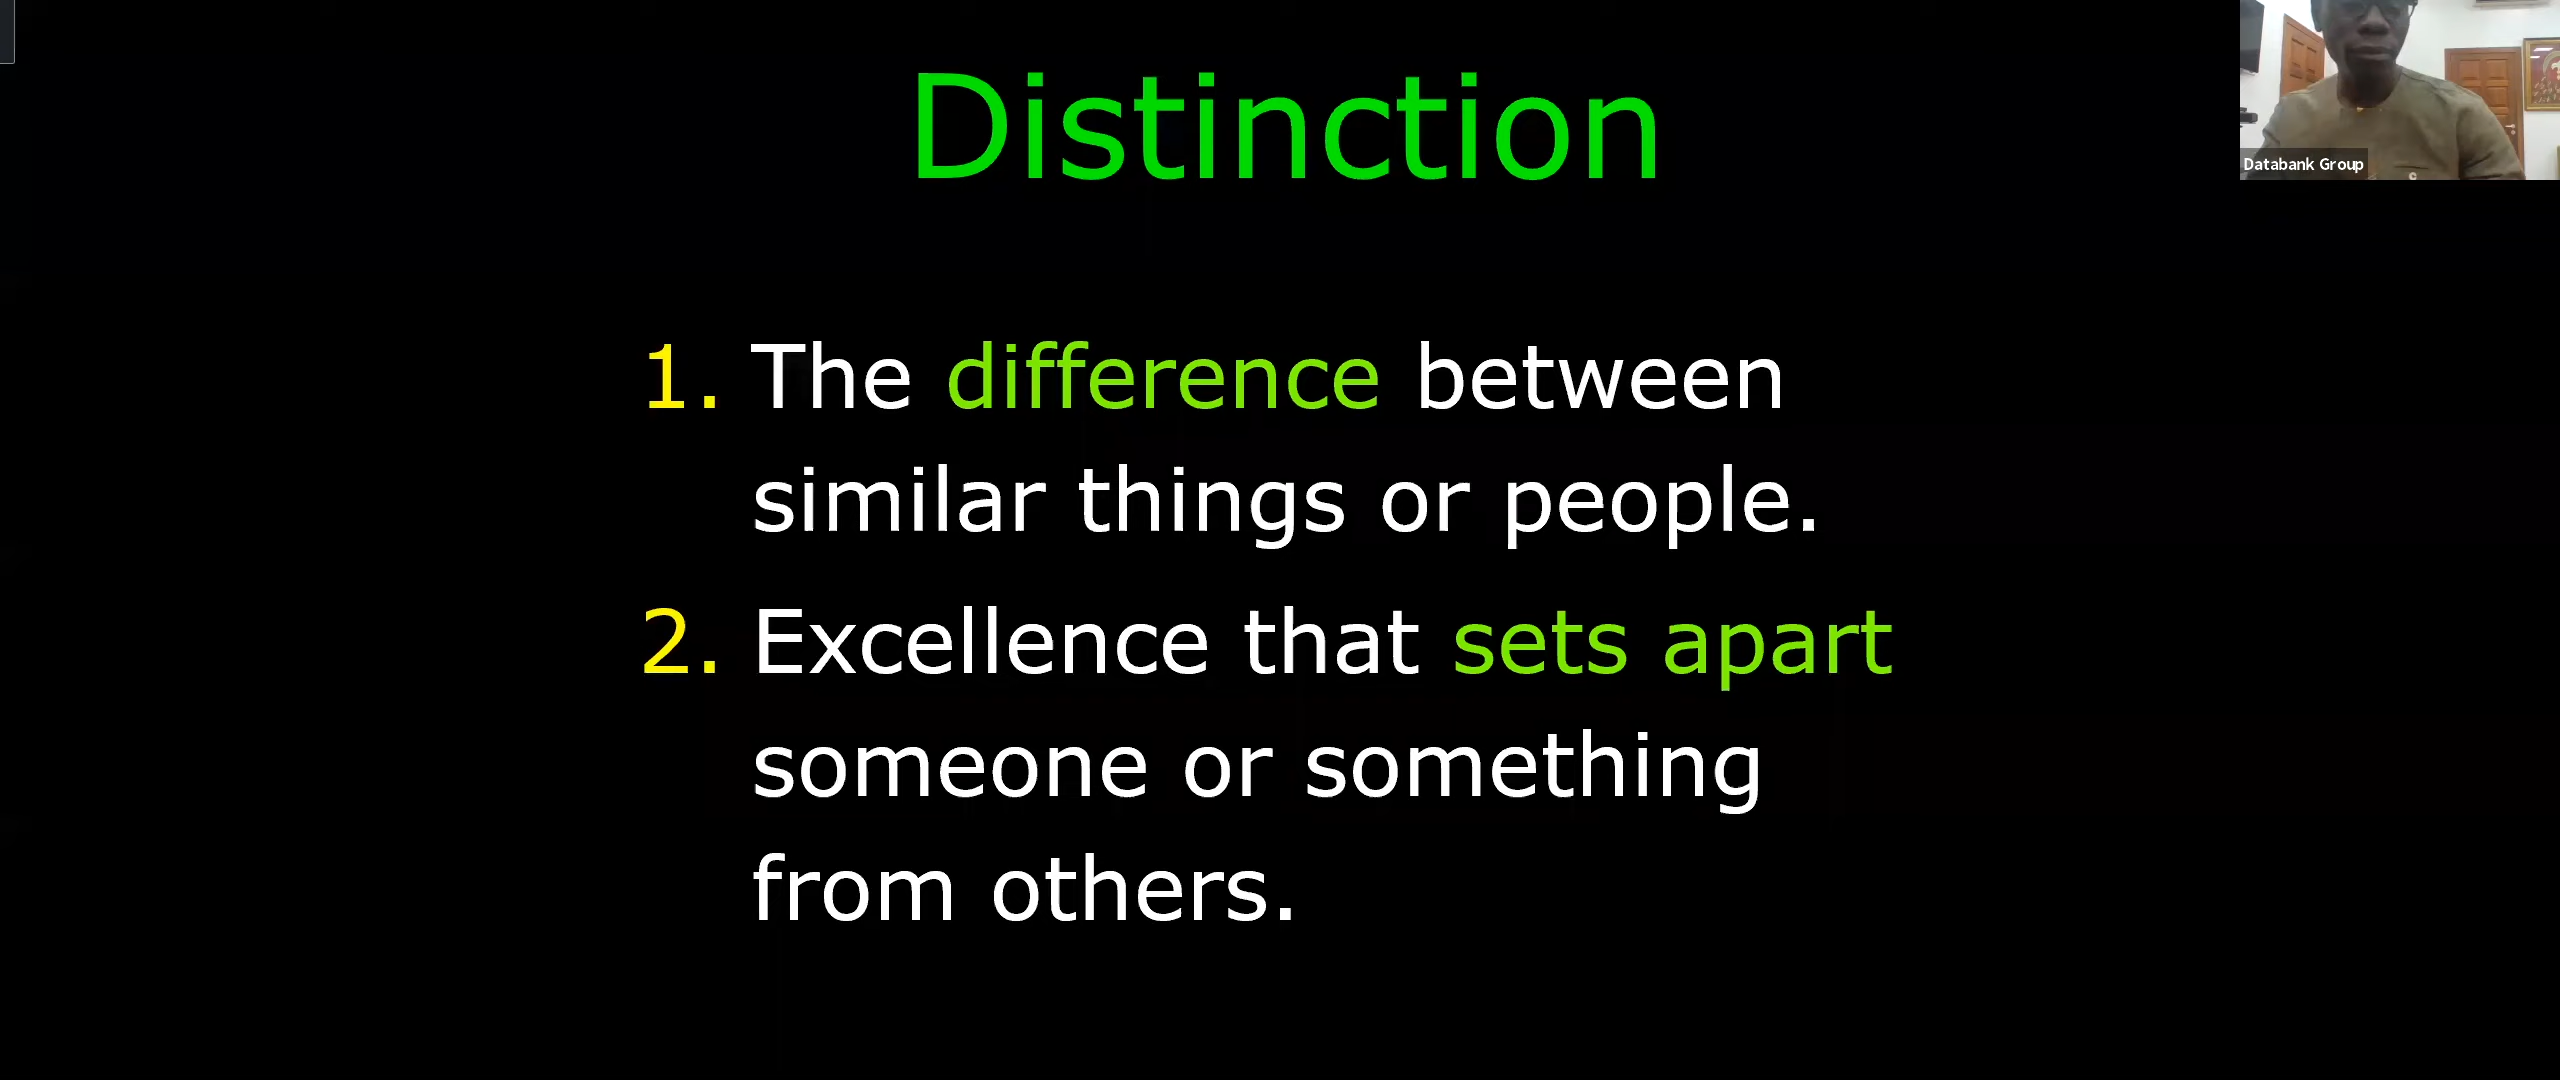 Distinction
1. The difference between
similar things or people.
2. Excellence that sets apart
someone or something
from others.
Databank Group